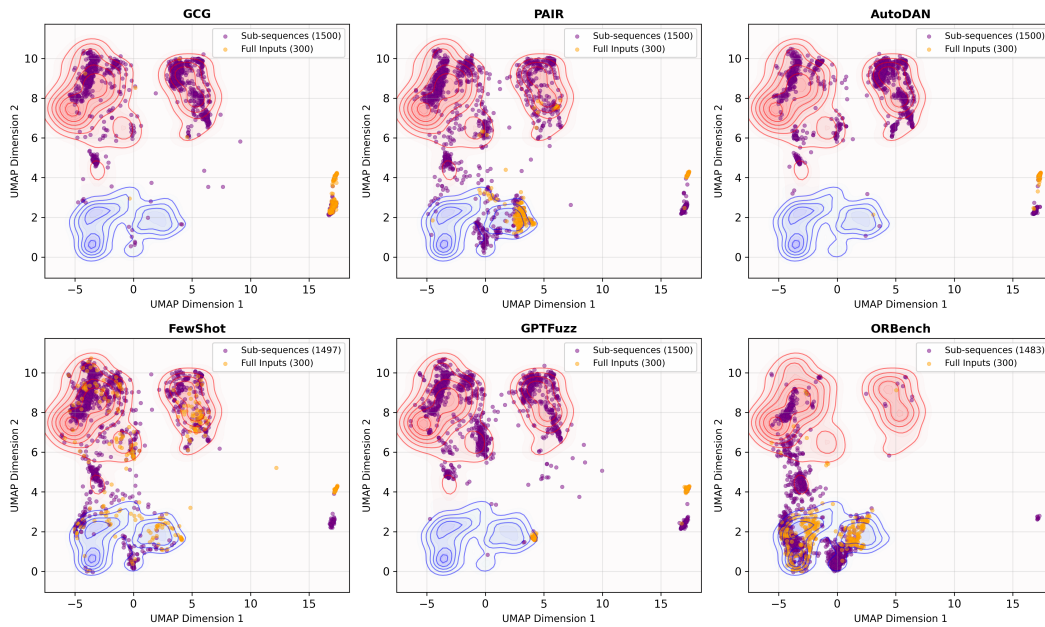 GCG
Sub-sequences (1500)
Full Inputs (300)
UMAP Dimension 2
10
8
6
4
2
0
−5 0 5 10 15
UMAP Dimension 1
PAIR
Sub-sequences (1500)
Full Inputs (300)
UMAP Dimension 2
10
8
6
4
2
0
−5 0 5 10 15
UMAP Dimension 1
AutoDAN
Sub-sequences (1500)
Full Inputs (300)
UMAP Dimension 2
10
8
6
4
2
0
−5 0 5 10 15
UMAP Dimension 1
FewShot
Sub-sequences (1497)
Full Inputs (300)
UMAP Dimension 2
10
8
6
4
2
0
−5 0 5 10 15
UMAP Dimension 1
GPTFuzz
Sub-sequences (1500)
Full Inputs (300)
UMAP Dimension 2
10
8
6
4
2
0
−5 0 5 10 15
UMAP Dimension 1
ORBench
Sub-sequences (1483)
Full Inputs (300)
UMAP Dimension 2
10
8
6
4
2
0
−5 0 5 10 15
UMAP Dimension 1